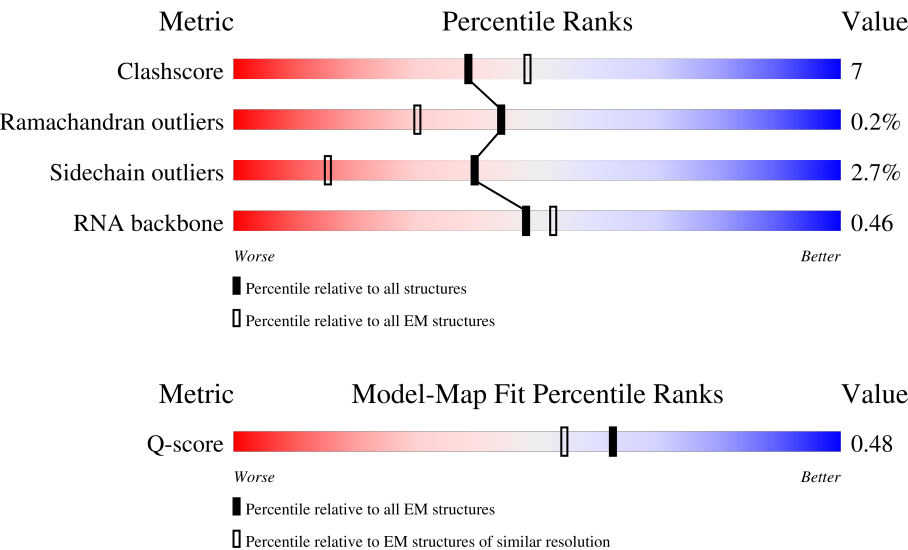 Metric Percentile Ranks Value
Clashscore 7
Ramachandran outliers 0.2%
Sidechain outliers 2.7%
RNA backbone 0.46
Worse Better
Percentile relative to all structures
Percentile relative to all EM structures
Metric Model-Map Fit Percentile Ranks Value
Q-score 0.48
Worse Better
Percentile relative to all EM structures
Percentile relative to EM structures of similar resolution